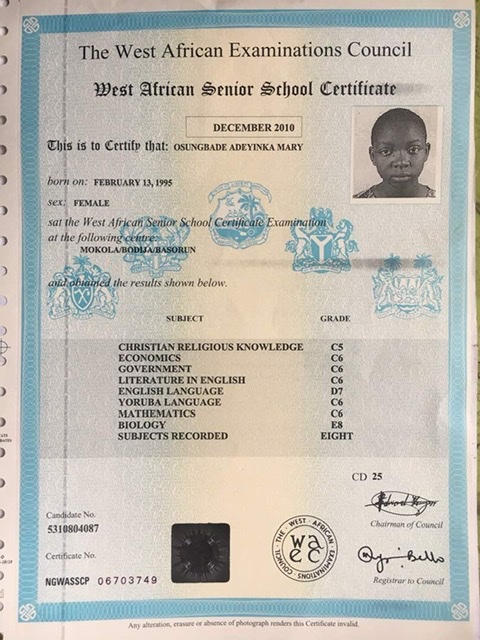 The West African Examinations Council
West African Senior School Certificate
DECEMBER 2010
This is to Certify that: OSUNGBADE ADEYINKA MARY
born on: FEBRUARY 13, 1995
sex: FEMALE
sat the West African Senior School Certificate Examination
at the following centre:
MOKOLA/BODIJA/BASORUN
and obtained the results shown below.
SUBJECT GRADE
CHRISTIAN RELIGIOUS KNOWLEDGE C5
ECONOMICS C6
GOVERNMENT C6
LITERATURE IN ENGLISH C6
ENGLISH LANGUAGE D7
YORUBA LANGUAGE C6
MATHEMATICS C6
BIOLOGY E8
SUBJECTS RECORDED EIGHT
CD 25
Chairman of Council
Candidate No.
5310804087
THE WEST AFRICAN EXAMINATIONS COUNCIL
waec
Certificate No.
NGWASSCP 06703749
Registrar to Council
Any alteration, erasure or absence of photograph renders this Certificate invalid.